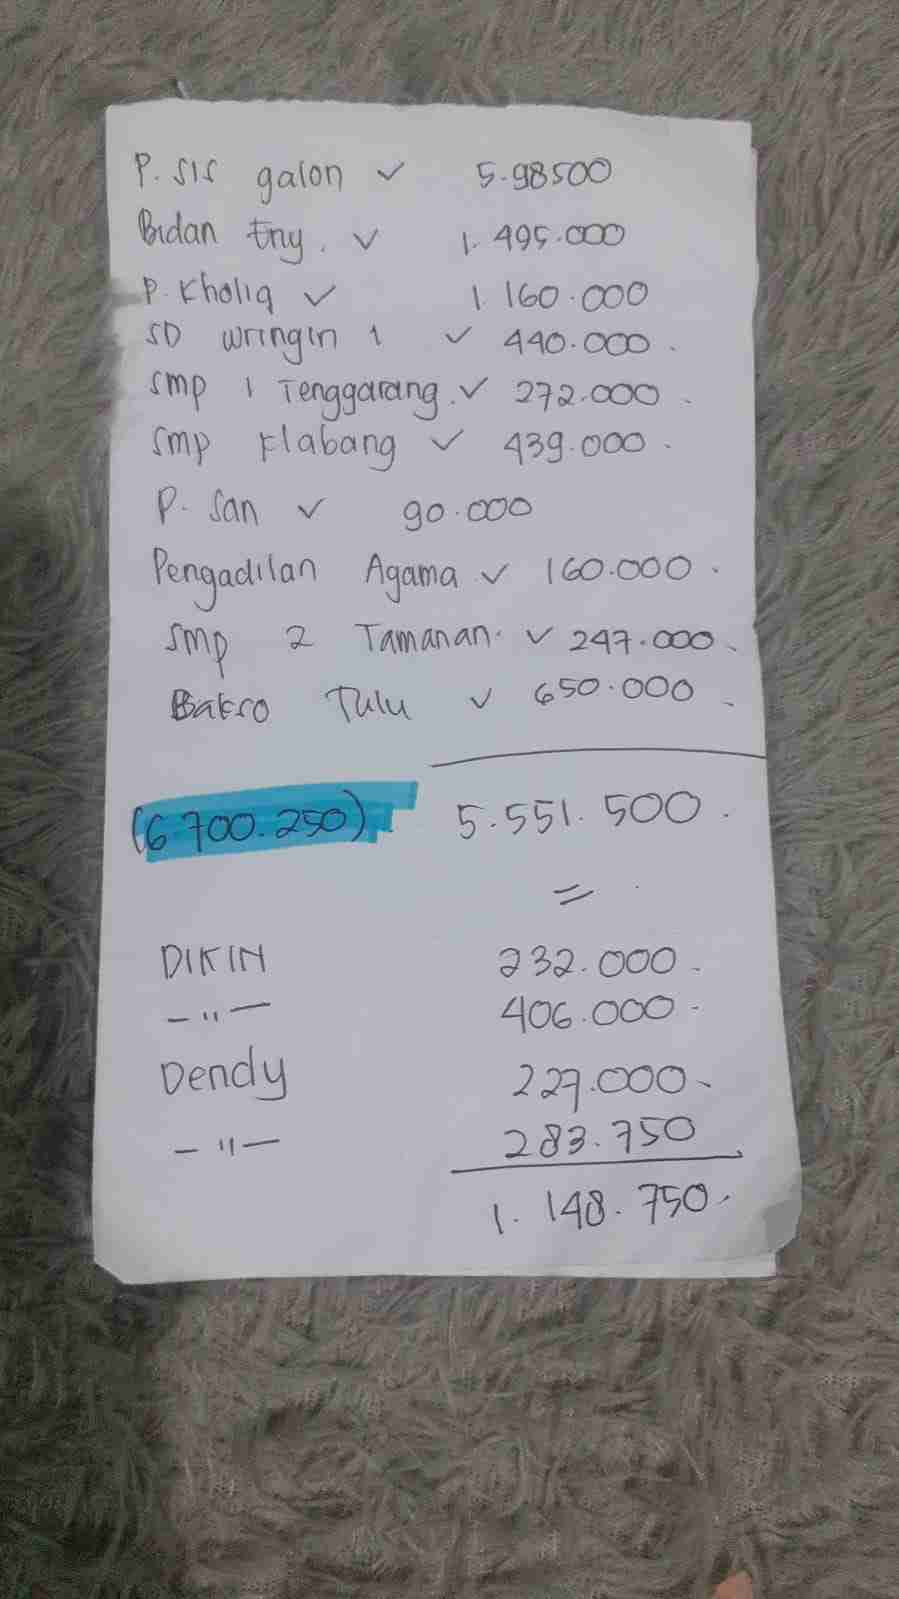 P. SIS galon ✓ 5.98500
Bidan Eny. ✓ 1.495.000
P. Kholiq ✓ 1.160.000
SD wringin 1 ✓ 440.000.
smp 1 Tenggarang. ✓ 272.000.
smp klabang ✓ 439.000.
P. San ✓ 90.000
Pengadilan Agama ✓ 160.000.
smp 2 Tamanan. ✓ 247.000.
Bakso Tulu ✓ 650.000.
(6 700.250). 5.551.500.
=
DIKIN 232.000.
-"- 406.000.
Dendy 227.000.
-"- 283.750
1.148.750.